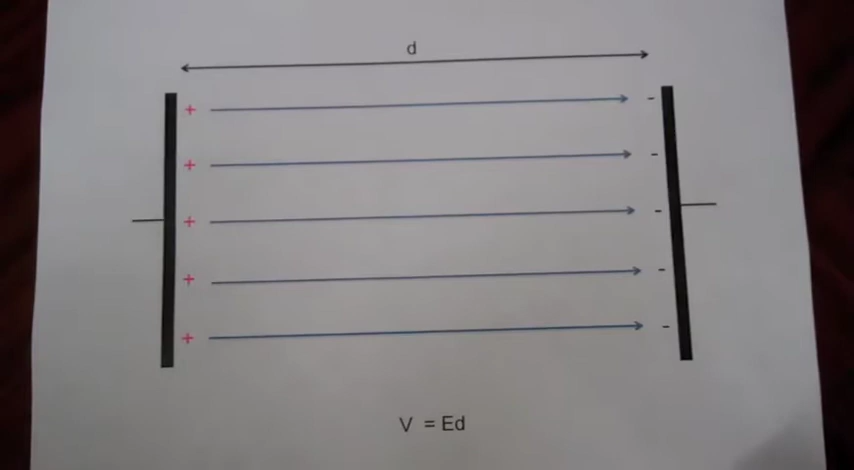 d
+ -
+ -
+ -
+ -
+ -
V = Ed